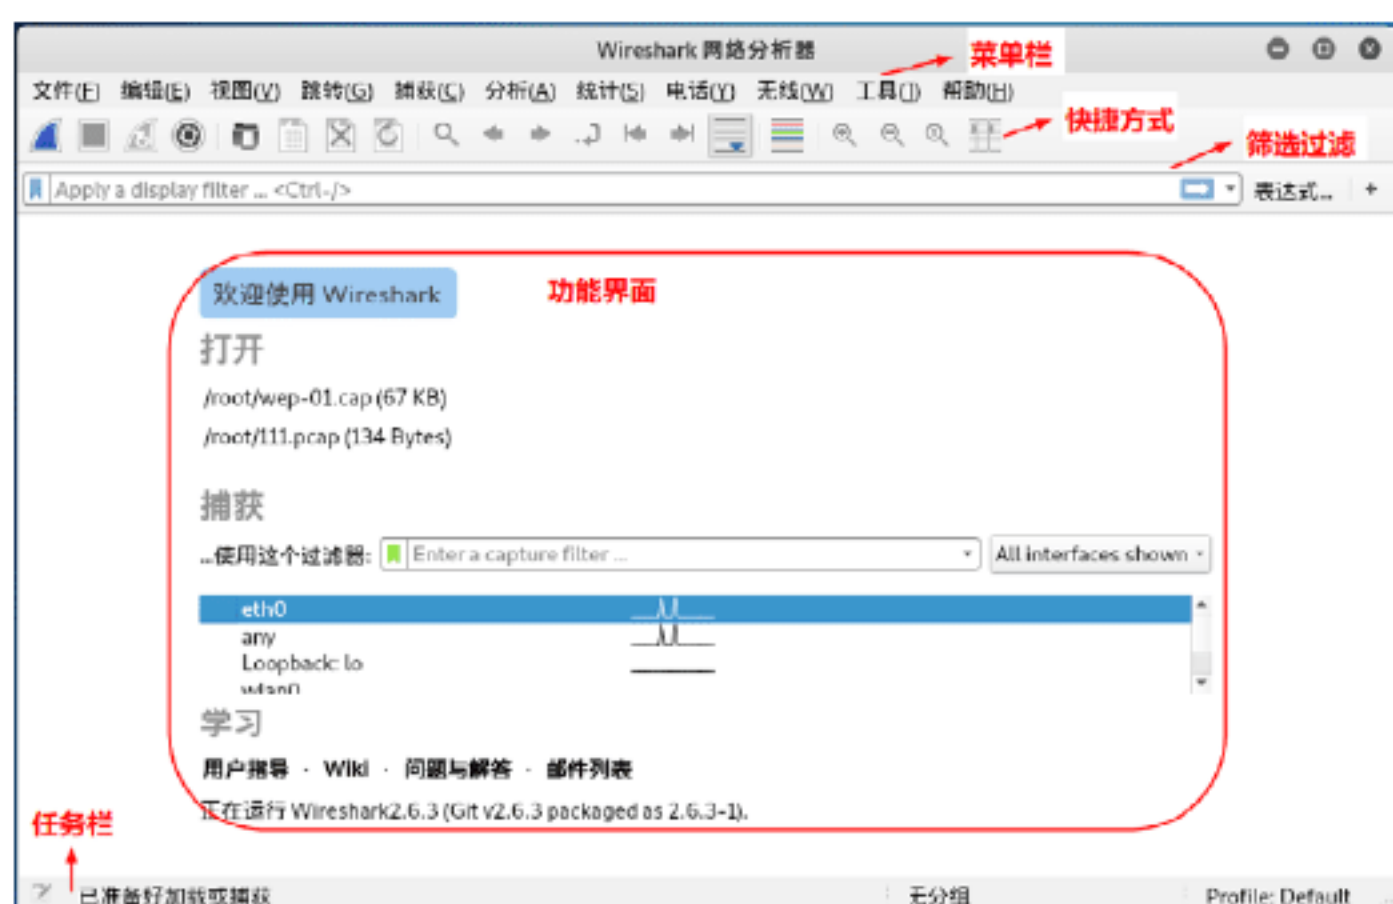 Wireshark 网络分析器
菜单栏
文件(F) 编辑(E) 视图(V) 跳转(G) 捕获(C) 分析(A) 统计(S) 电话(Y) 无线(W) 工具(T) 帮助(H)
快捷方式
筛选过滤
Apply a display filter ... <Ctrl-/> 表达式... +
欢迎使用 Wireshark
功能界面
打开
/root/wep-01.cap (67 KB)
/root/111.pcap (134 Bytes)
捕获
...使用这个过滤器: Enter a capture filter ... All interfaces shown
eth0
any
Loopback: lo
wlan0
学习
用户指导 · Wiki · 问题与解答 · 邮件列表
正在运行 Wireshark2.6.3 (Git v2.6.3 packaged as 2.6.3-1).
任务栏
已准备好加载或捕获 无分组 Profile: Default